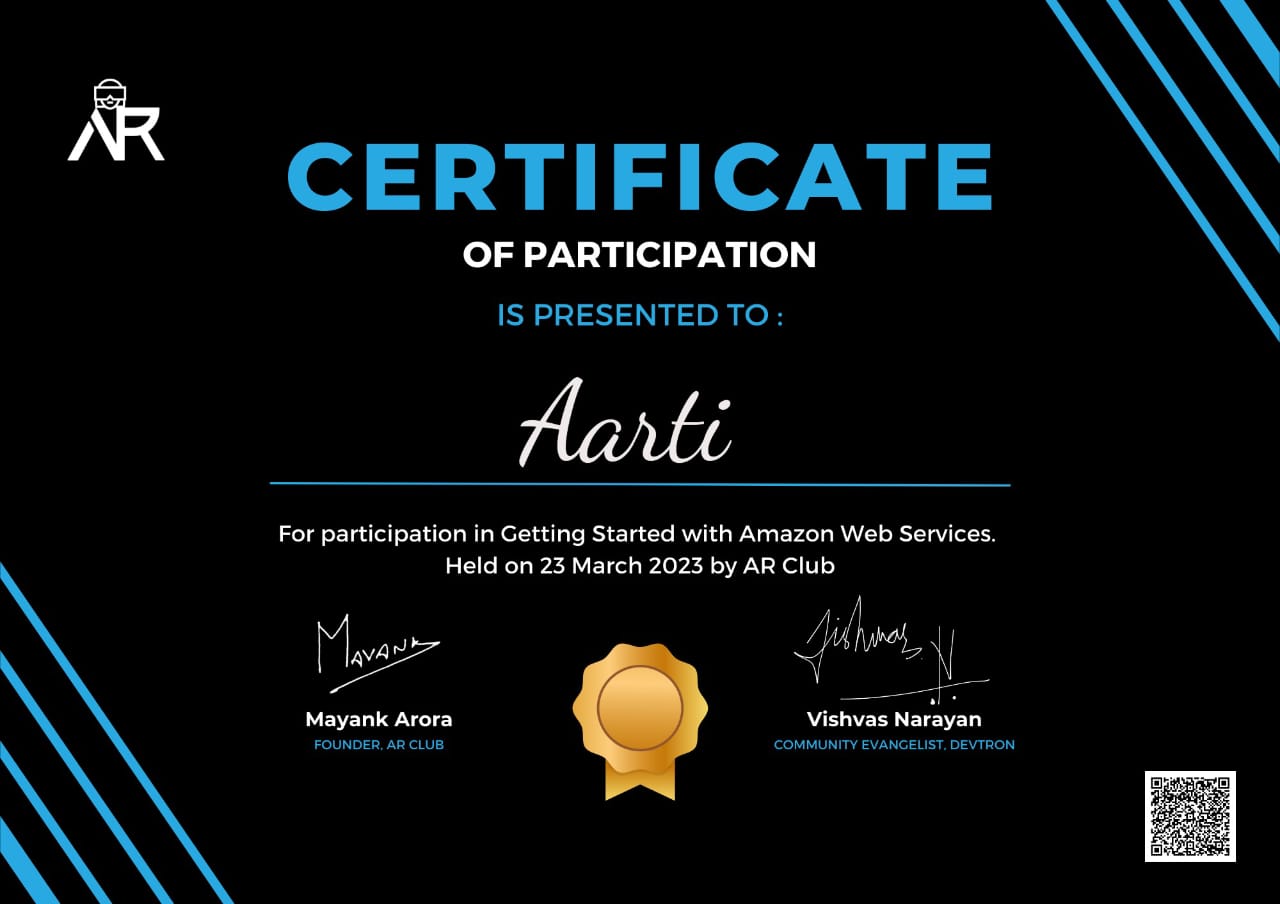 AR
CERTIFICATE
OF PARTICIPATION
IS PRESENTED TO :
Aarti
For participation in Getting Started with Amazon Web Services.
Held on 23 March 2023 by AR Club
MAYANK
Mayank Arora
FOUNDER, AR CLUB
Vishvas Narayan
COMMUNITY EVANGELIST, DEVTRON